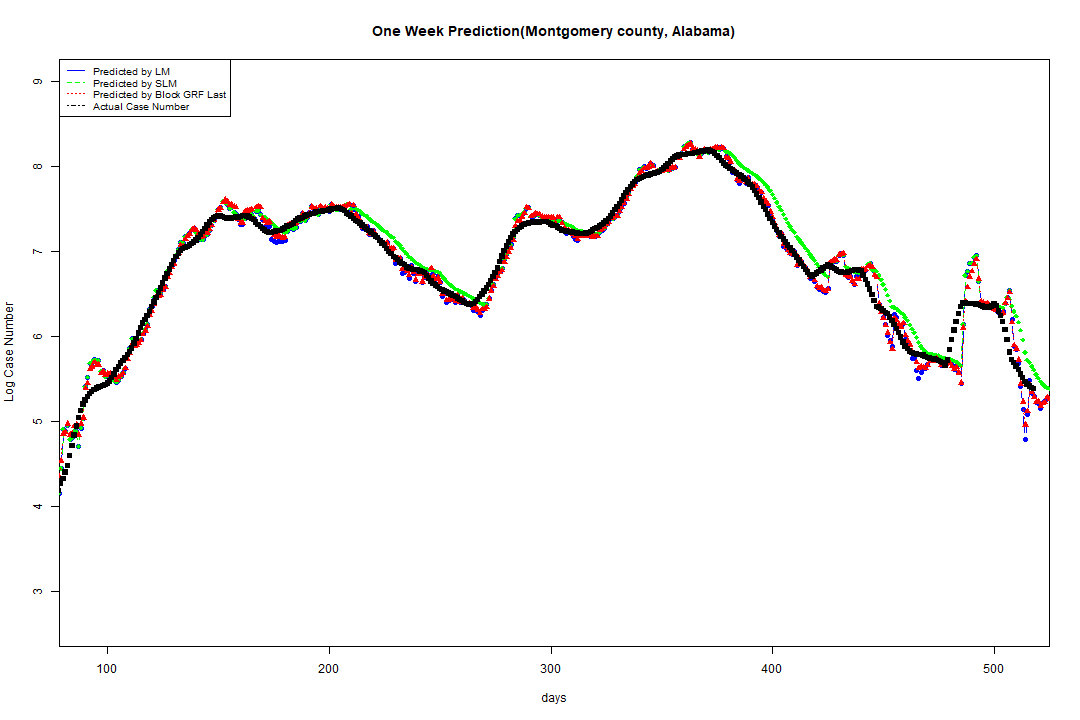 One Week Prediction(Montgomery county, Alabama)
Predicted by LM
Predicted by SLM
Predicted by Block GRF Last
Actual Case Number
9
8
7
6
5
4
3
Log Case Number
100 200 300 400 500
days